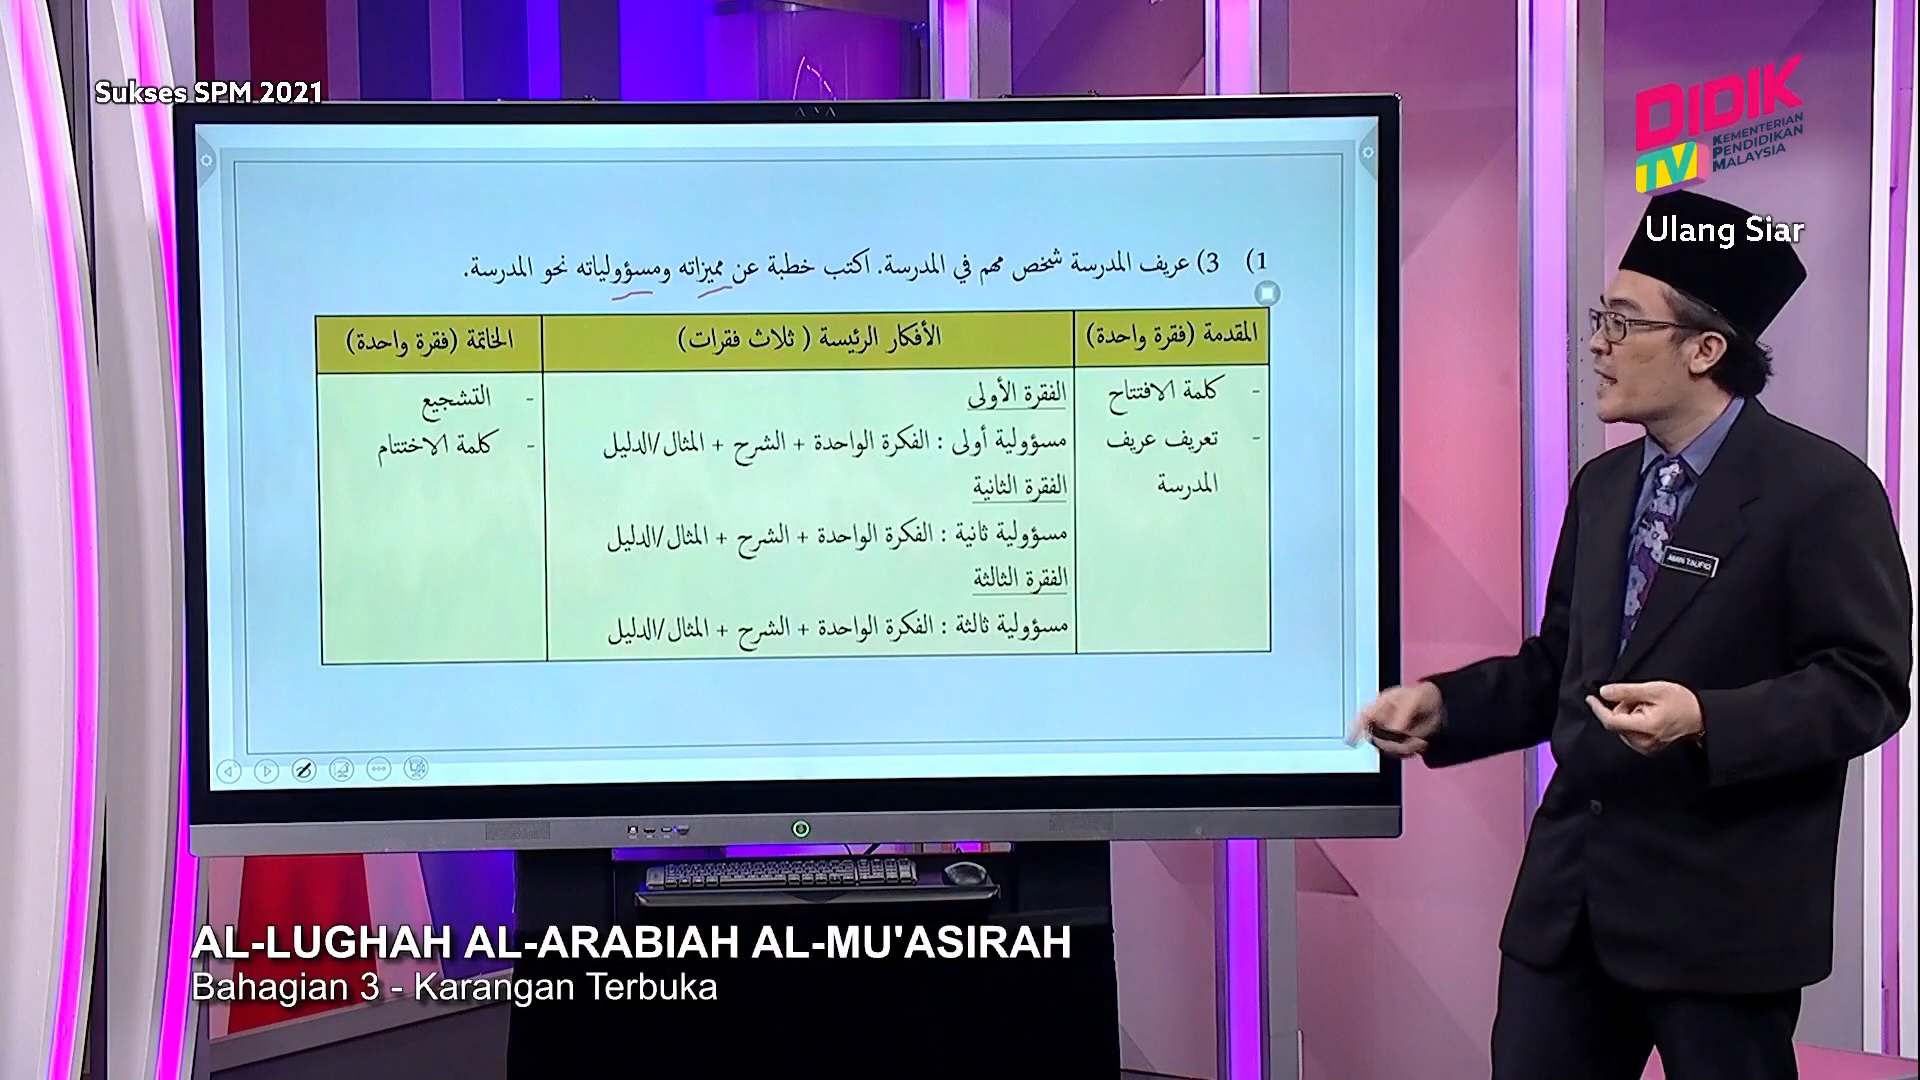 Sukses SPM 2021
DIDIK
TV
KEMENTERIAN
PENDIDIKAN
MALAYSIA
Ulang Siar
1) 3) عريف المدرسة شخص مهم في المدرسة. اكتب خطبة عن مميزاته ومسؤولياته نحو المدرسة.
المقدمة (فقرة واحدة)
- كلمة الافتتاح
- تعريف عريف
المدرسة
الأفكار الرئيسة ( ثلاث فقرات)
الفقرة الأولى
مسؤولية أولى : الفكرة الواحدة + الشرح + المثال/الدليل
الفقرة الثانية
مسؤولية ثانية : الفكرة الواحدة + الشرح + المثال/الدليل
الفقرة الثالثة
مسؤولية ثالثة : الفكرة الواحدة + الشرح + المثال/الدليل
الخاتمة (فقرة واحدة)
- التشجيع
- كلمة الاختتام
AL-LUGHAH AL-ARABIAH AL-MU'ASIRAH
Bahagian 3 - Karangan Terbuka